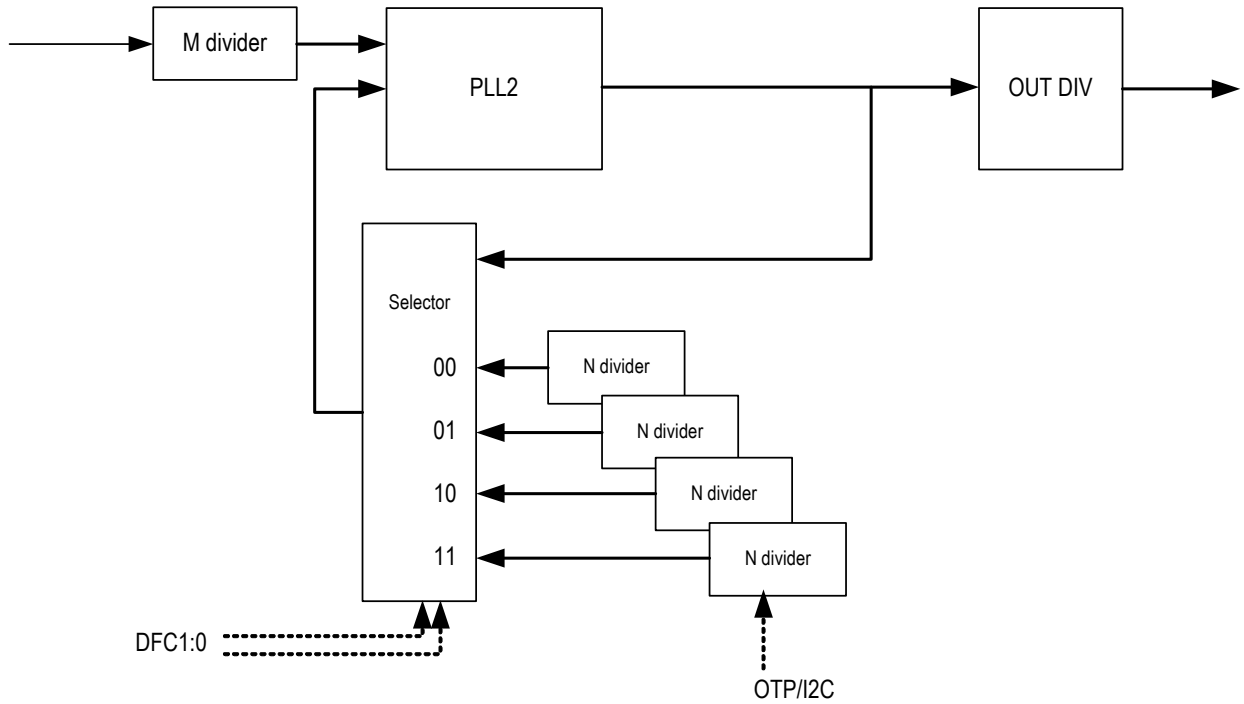 M divider
PLL2
OUT DIV
Selector
00
N divider
01
N divider
10
N divider
11
N divider
DFC1:0
OTP/I2C